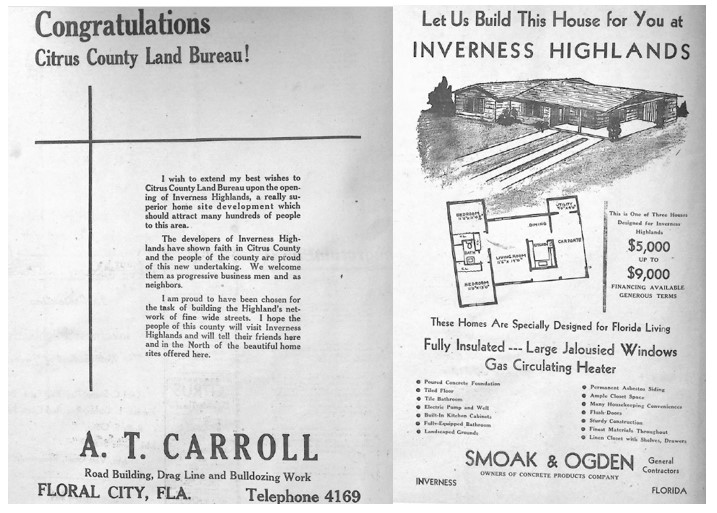 Congratulations
Citrus County Land Bureau!
I wish to extend my best wishes to
Citrus County Land Bureau upon the open-
ing of Inverness Highlands, a really su-
perior home site development which
should attract many hundreds of people
to this area.
The developers of Inverness High-
lands have shown faith in Citrus County
and the people of the county are proud
of this new undertaking. We welcome
them as progressive business men and as
neighbors.
I am proud to have been chosen for
the task of building the Highland's net-
work of fine wide streets. I hope the
people of this county will visit Inverness
Highlands and will tell their friends here
and in the North of the beautiful home
sites offered here.
A. T. CARROLL
Road Building, Drag Line and Bulldozing Work
FLORAL CITY, FLA. Telephone 4169
Let Us Build This House for You at
INVERNESS HIGHLANDS
BEDROOM
UTILITY
DINING
CARPORTE
BATH
LIVING ROOM
BEDROOM
This is One of Three Houses
Designed for Inverness
Highlands
$5,000
UP TO
$9,000
FINANCING AVAILABLE
GENEROUS TERMS
These Homes Are Specially Designed for Florida Living
Fully Insulated --- Large Jalousied Windows
Gas Circulating Heater
Poured Concrete Foundation
Tiled Floor
Tile Bathroom
Electric Pump and Well
Built-In Kitchen Cabinets
Fully-Equipped Bathroom
Landscaped Grounds
Permanent Asbestos Siding
Ample Closet Space
Many Housekeeping Conveniences
Flush Doors
Sturdy Construction
Finest Materials Throughout
Linen Closet with Shelves, Drawers
SMOAK & OGDEN General
Contractors
OWNERS OF CONCRETE PRODUCTS COMPANY
INVERNESS FLORIDA